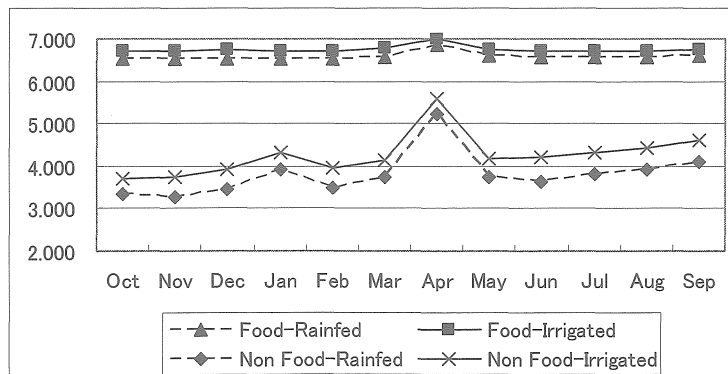 7.000
6.000
5.000
4.000
3.000
2.000
Oct Nov Dec Jan Feb Mar Apr May Jun Jul Aug Sep
Food-Rainfed Food-Irrigated
Non Food-Rainfed Non Food-Irrigated